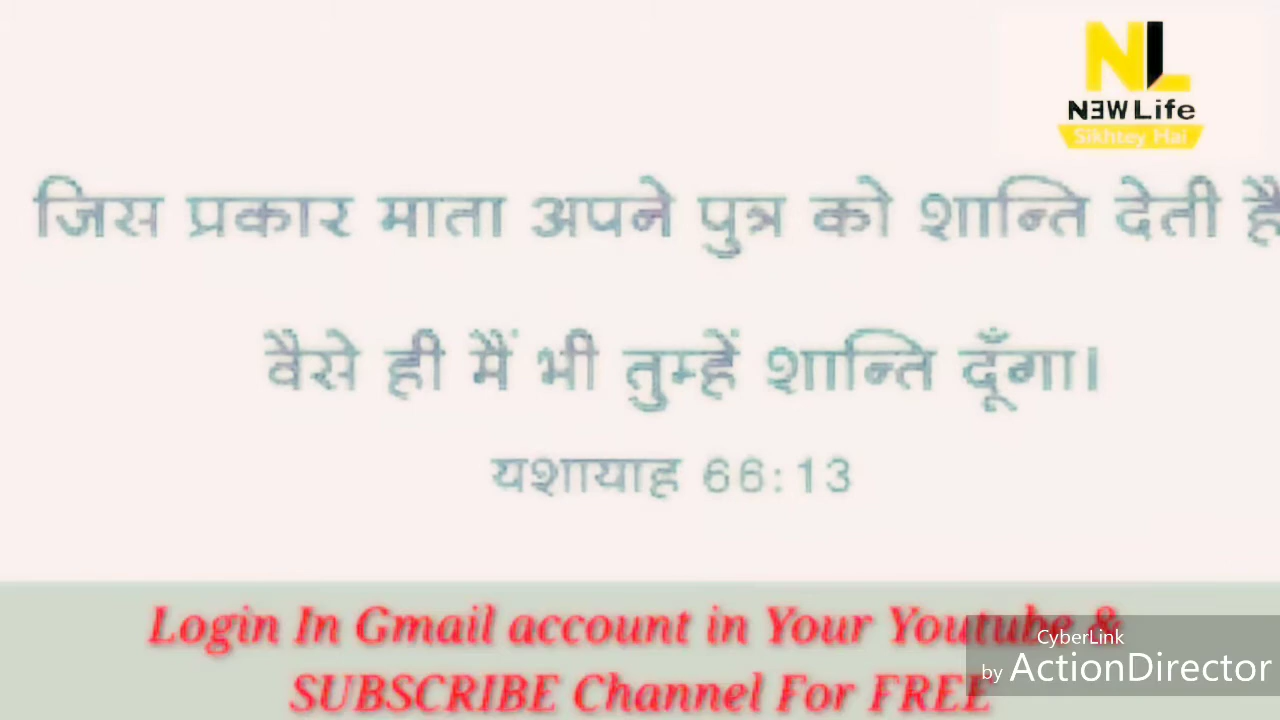 NL
NEW Life
Sikhtey Hai
जिस प्रकार माता अपने पुत्र को शान्ति देती है
वैसे ही मैं भी तुम्हें शान्ति दूँगा।
यशायाह 66:13
Login In Gmail account in Your Youtube &
SUBSCRIBE Channel For FREE
CyberLink
by ActionDirector